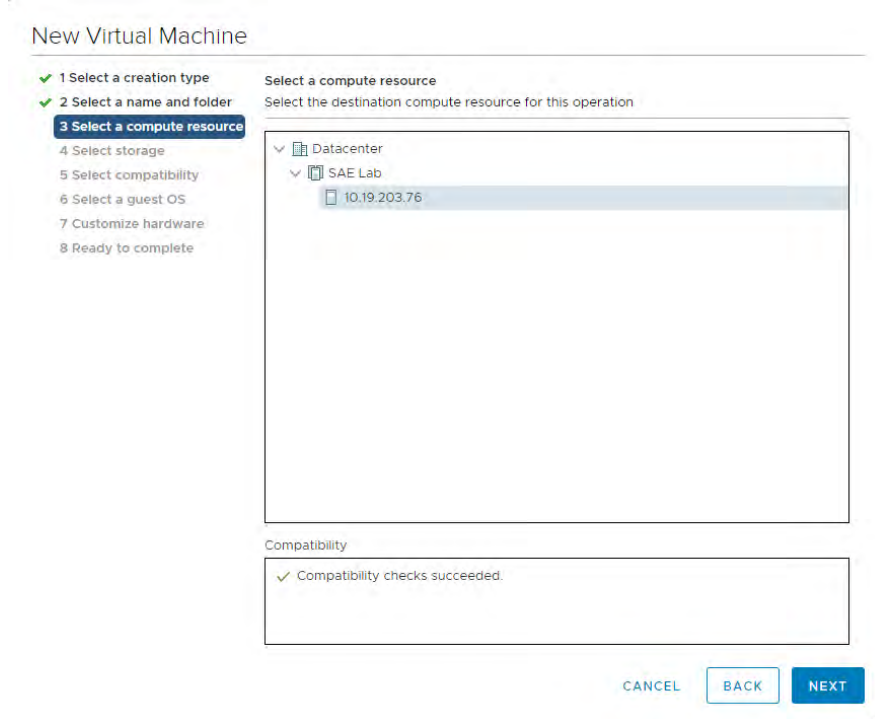 New Virtual Machine
1 Select a creation type
2 Select a name and folder
3 Select a compute resource
4 Select storage
5 Select compatibility
6 Select a guest OS
7 Customize hardware
8 Ready to complete
Select a compute resource
Select the destination compute resource for this operation
Datacenter
SAE Lab
10.19.203.76
Compatibility
Compatibility checks succeeded.
CANCEL BACK NEXT